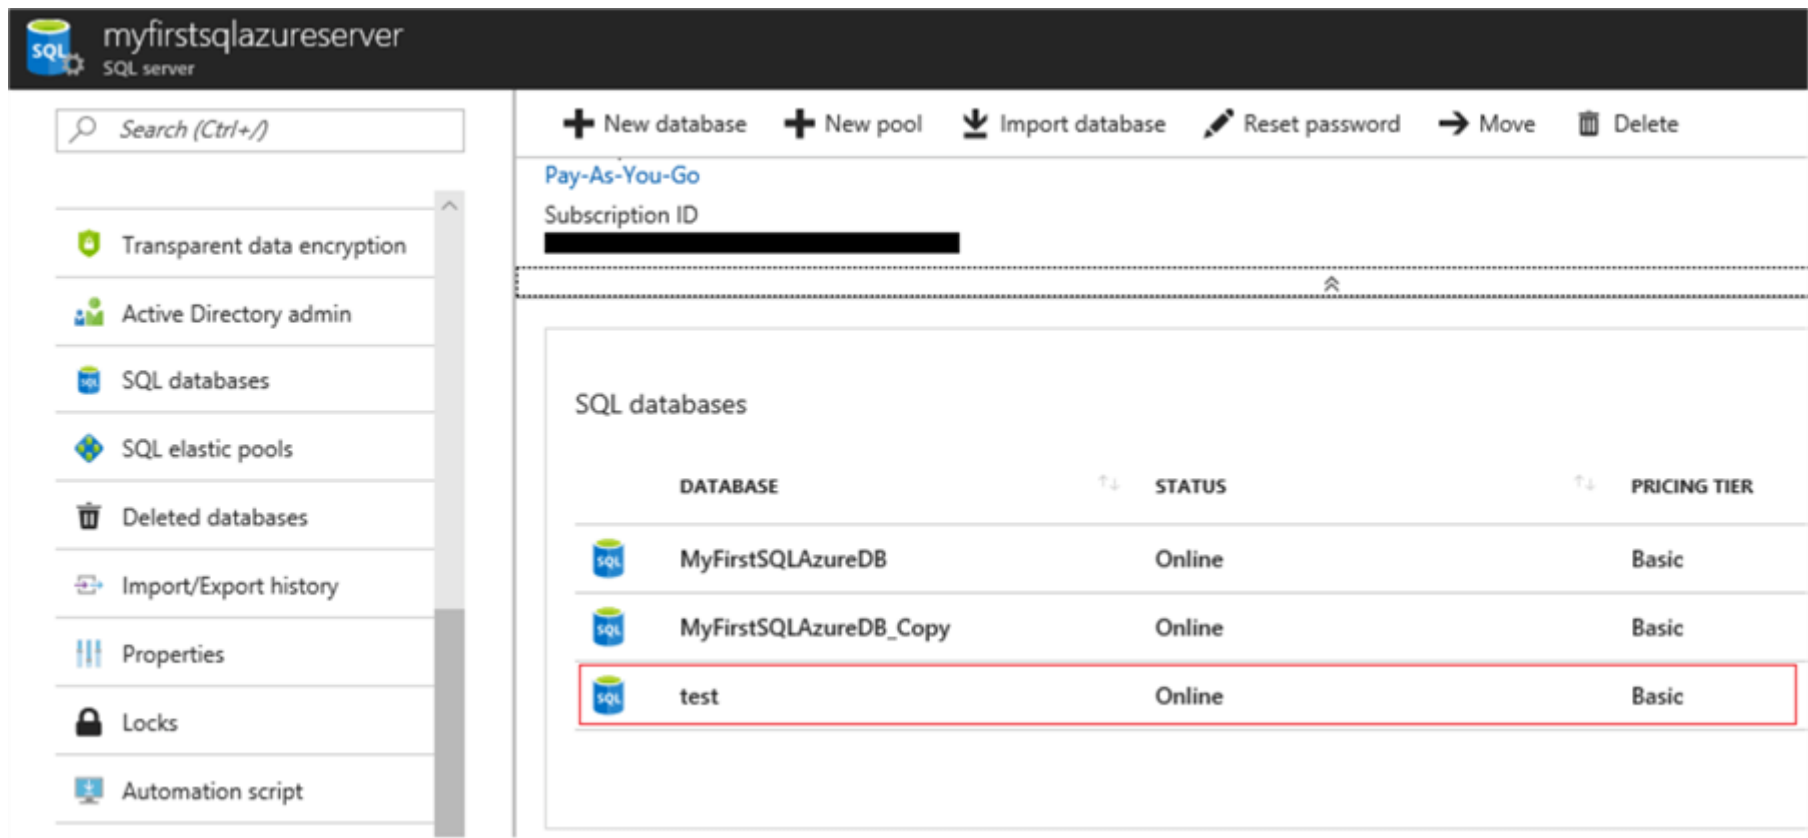 myfirstsqlazureserver
SQL server
Search (Ctrl+/)
Transparent data encryption
Active Directory admin
SQL databases
SQL elastic pools
Deleted databases
Import/Export history
Properties
Locks
Automation script
New database New pool Import database Reset password Move Delete
Pay-As-You-Go
Subscription ID
SQL databases
DATABASE STATUS PRICING TIER
MyFirstSQLAzureDB Online Basic
MyFirstSQLAzureDB_Copy Online Basic
test Online Basic